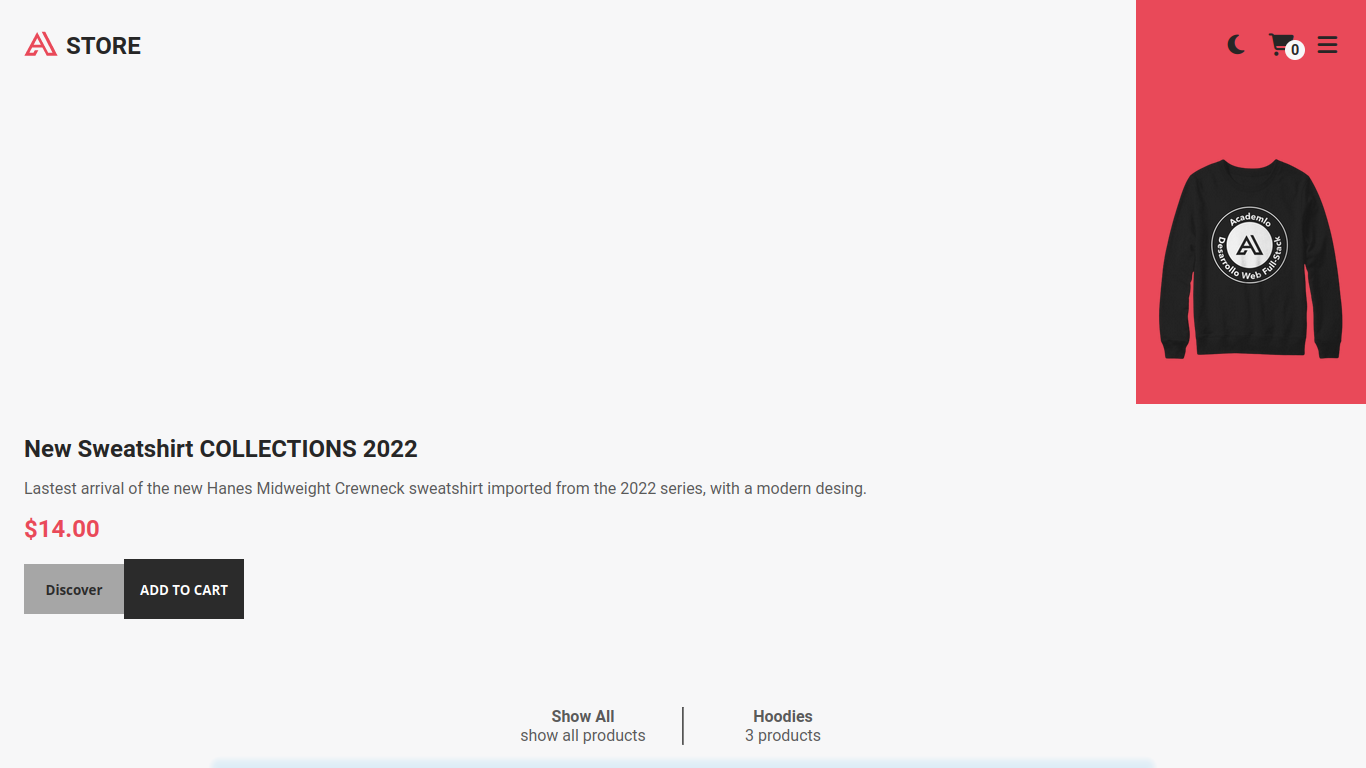 STORE
0
Academlo
Desarrollo Web Full-Stack
New Sweatshirt COLLECTIONS 2022
Lastest arrival of the new Hanes Midweight Crewneck sweatshirt imported from the 2022 series, with a modern desing.
$14.00
Discover
ADD TO CART
Show All
show all products
Hoodies
3 products